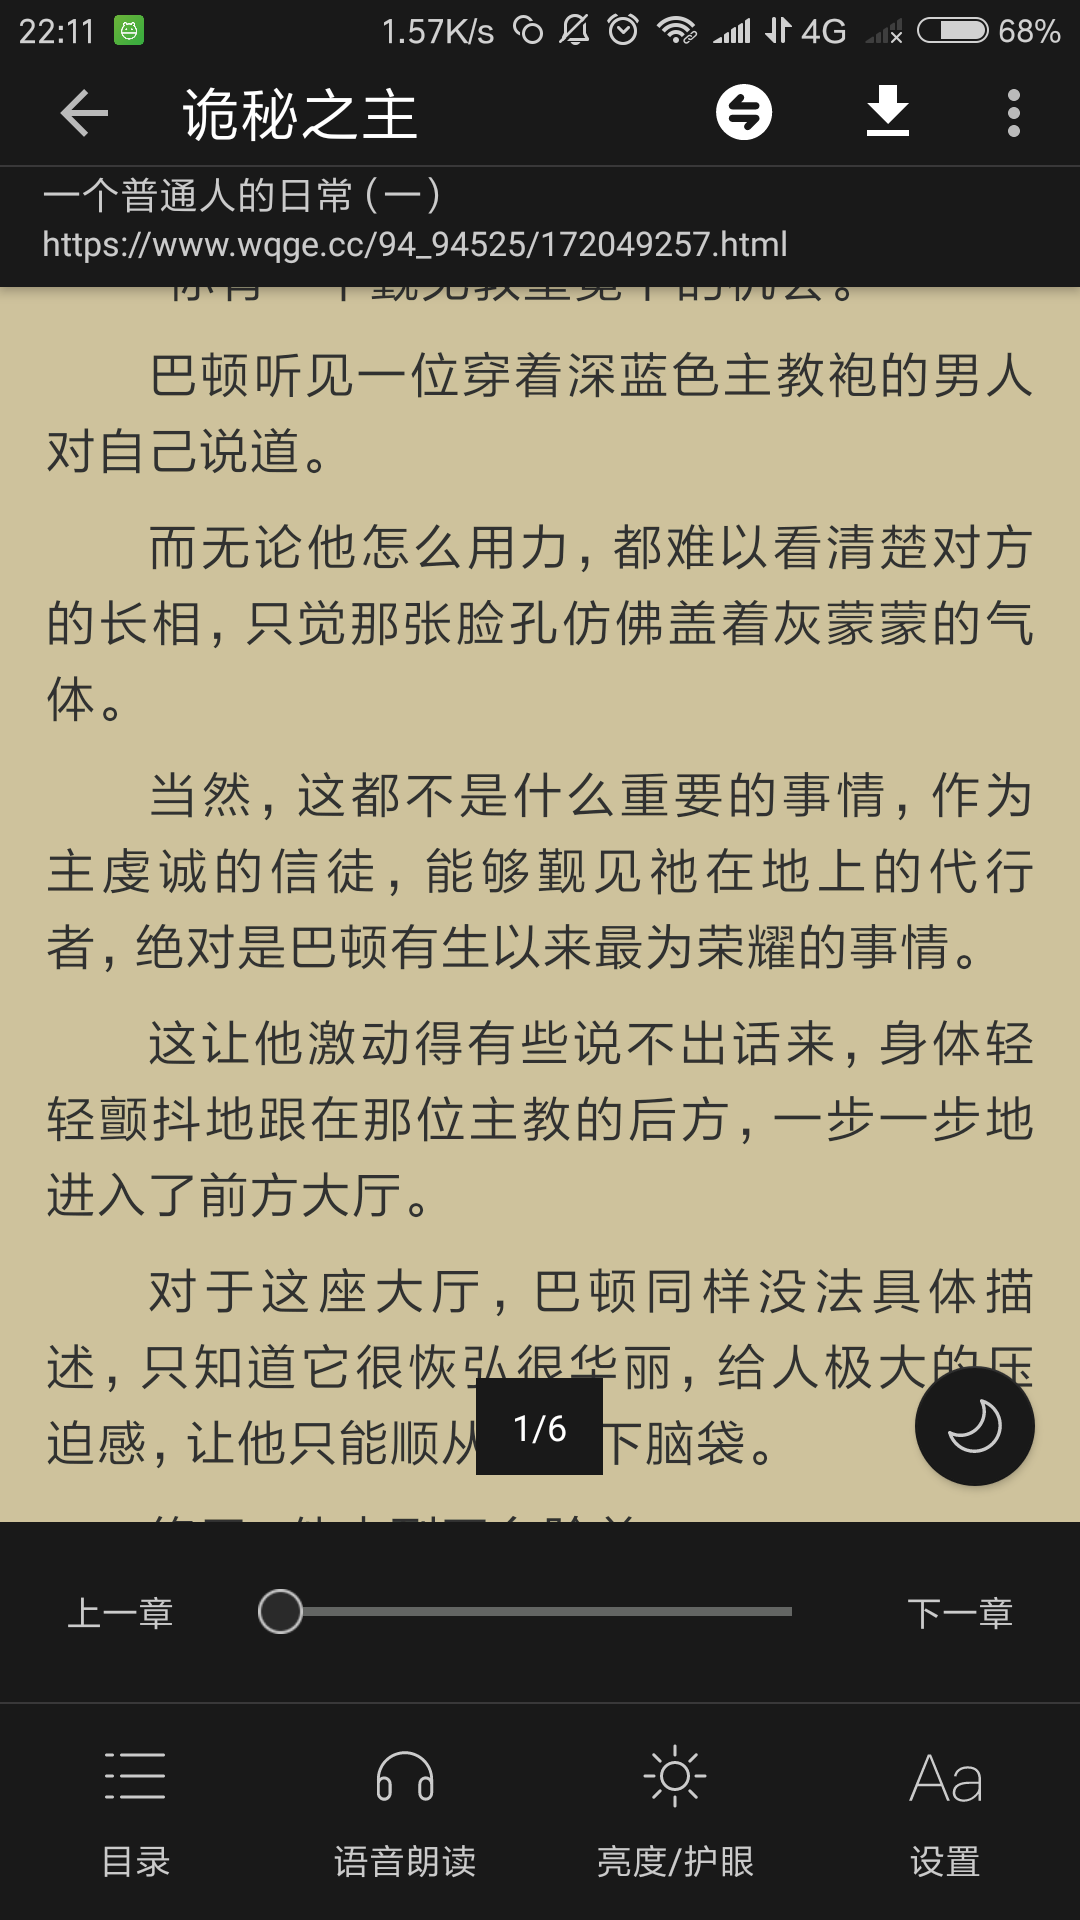 22:11 1.57K/s 4G 68%
诡秘之主
一个普通人的日常(一)
https://www.wqge.cc/94_94525/172049257.html
巴顿听见一位穿着深蓝色主教袍的男人
对自己说道。
而无论他怎么用力,都难以看清楚对方
的长相,只觉那张脸孔仿佛盖着灰蒙蒙的气
体。
当然,这都不是什么重要的事情,作为
主虔诚的信徒,能够觐见祂在地上的代行
者,绝对是巴顿有生以来最为荣耀的事情。
这让他激动得有些说不出话来,身体轻
轻颤抖地跟在那位主教的后方,一步一步地
进入了前方大厅。
对于这座大厅,巴顿同样没法具体描
述,只知道它很恢弘很华丽,给人极大的压
迫感,让他只能顺从 下脑袋。
1/6
上一章 下一章
目录 语音朗读 亮度/护眼 Aa 设置